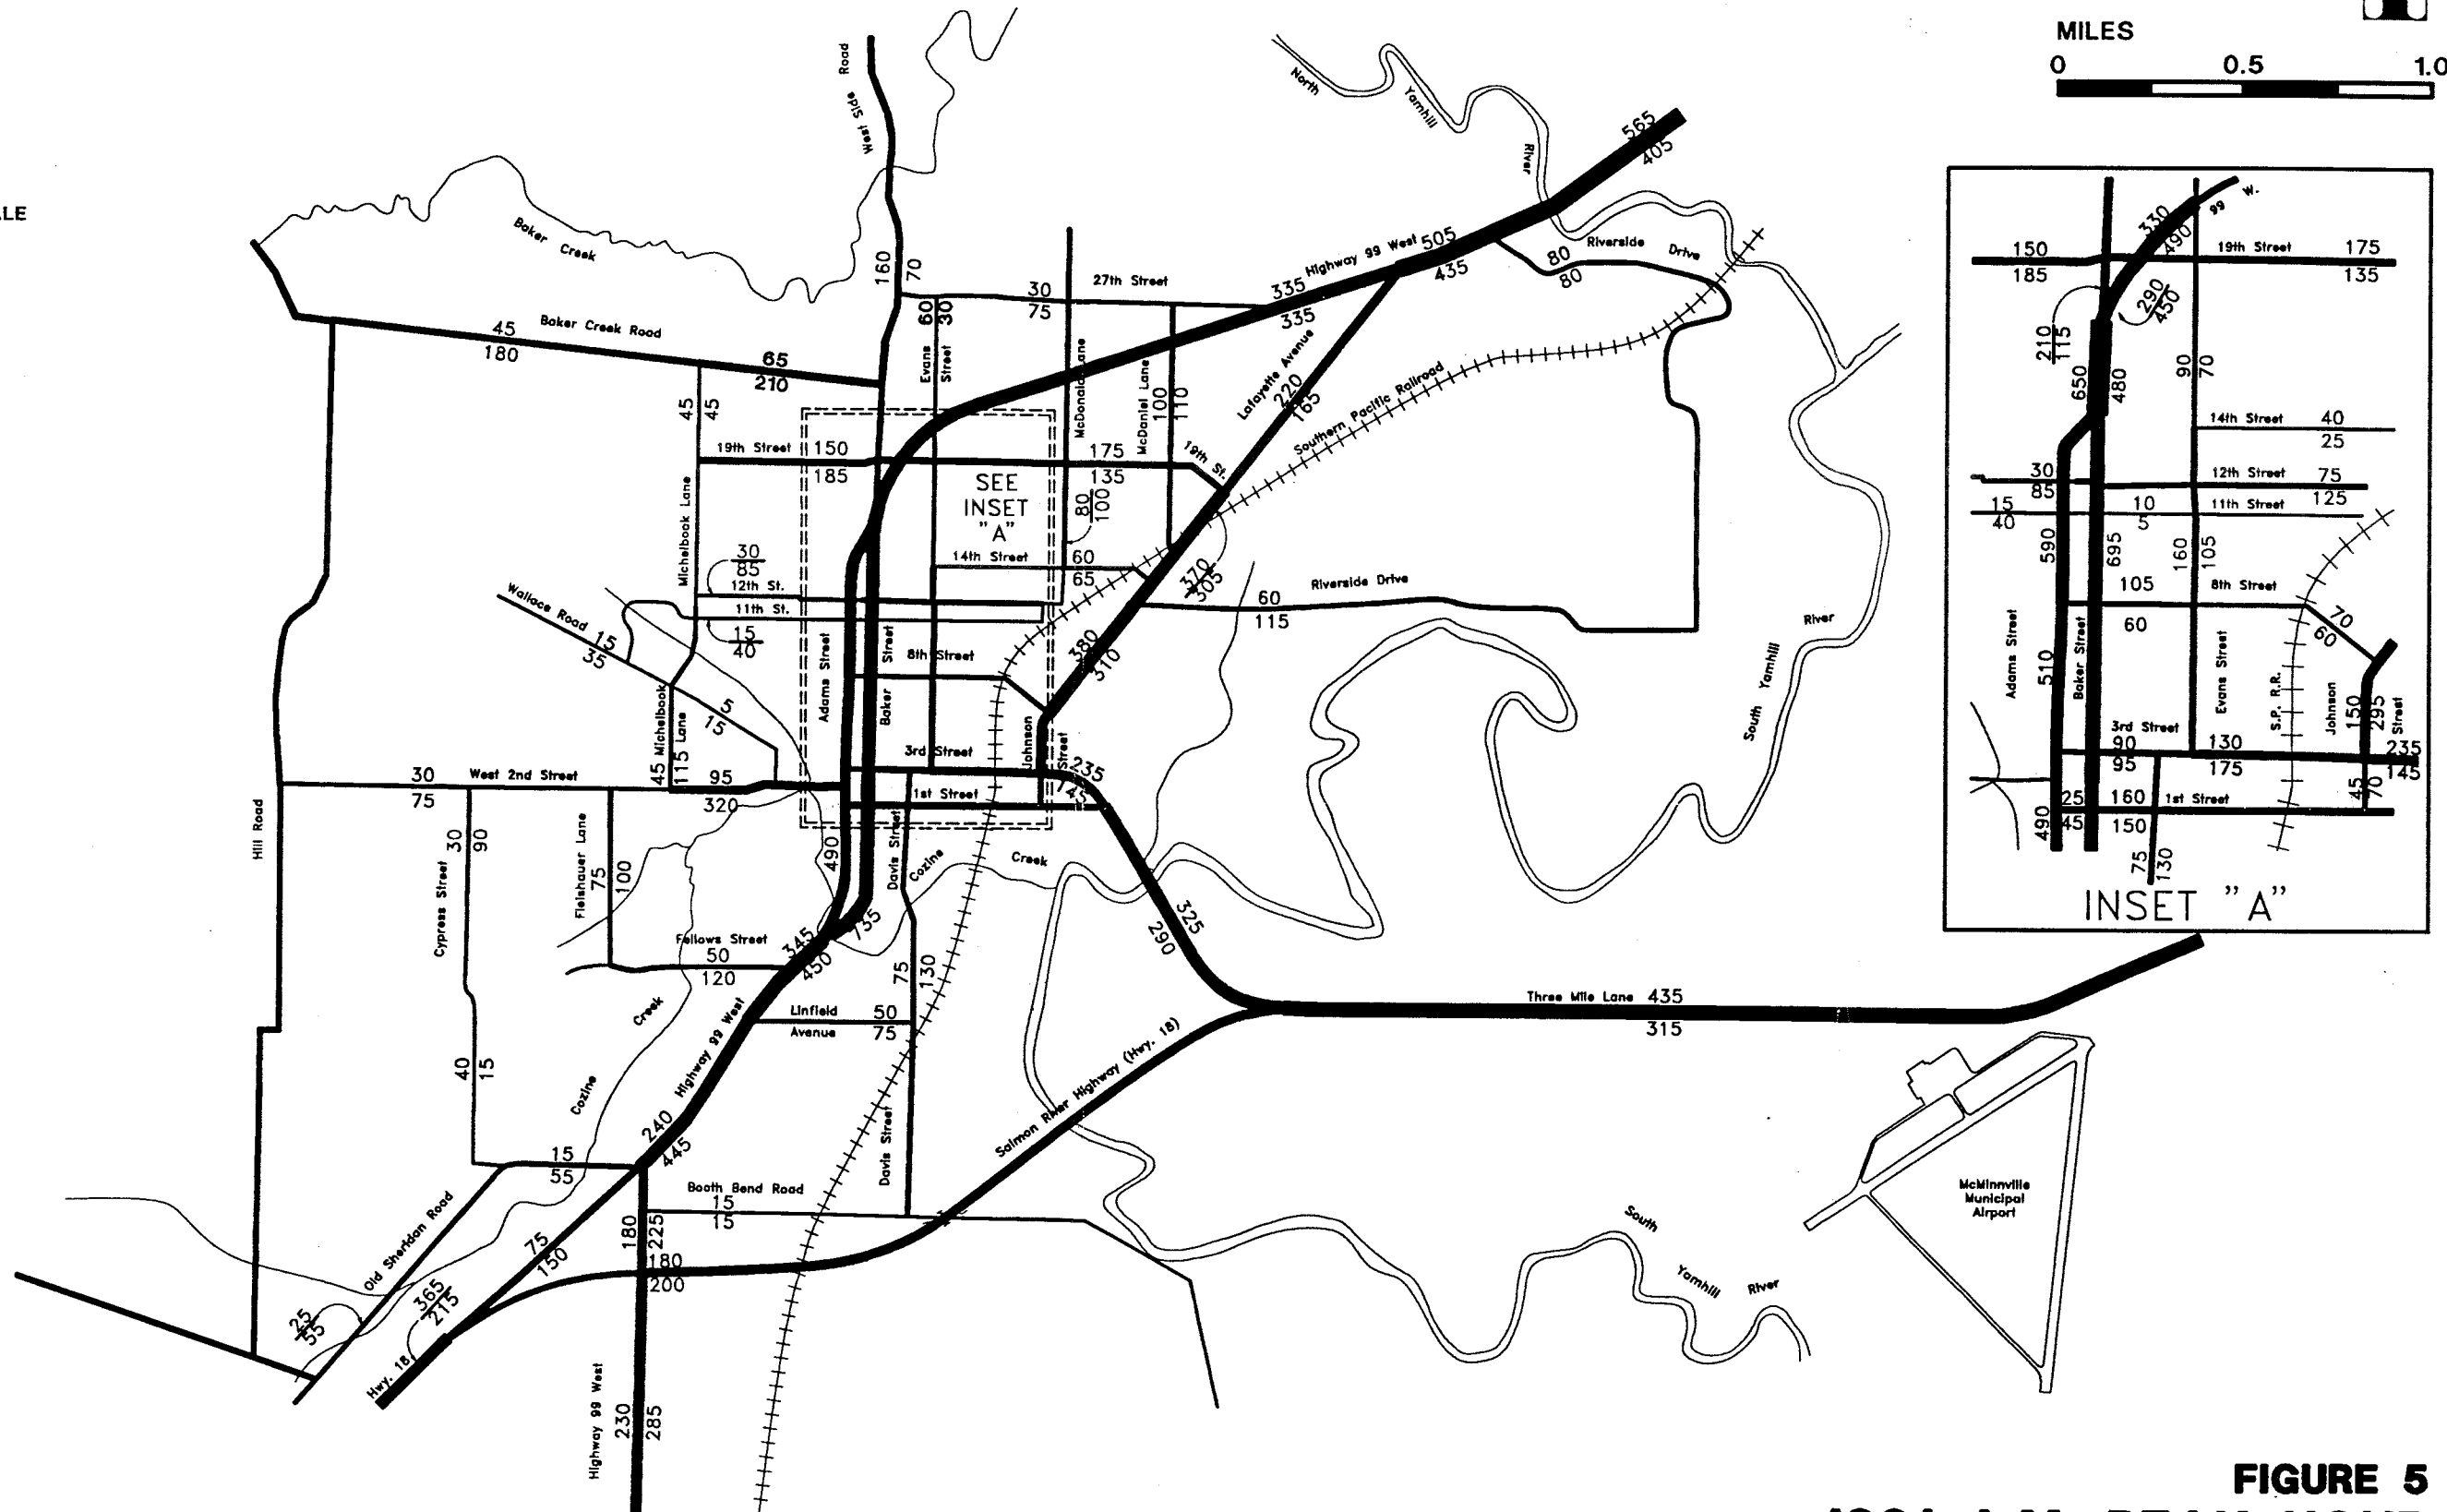 MILES
0 0.5 1.0
LE
West Side Road
North Yamhill River
565
405
Baker Creek
160
70
Highway 99 West
505
435
80
Riverside Drive
80
27th Street
30
75
335
335
60
30
Evans Street
45
Baker Creek Road
180
65
210
McDonald Lane
McDaniel Lane
100
110
Lafayette Avenue
220
165
Southern Pacific Railroad
45
45
19th Street
150
185
175
135
19th St.
SEE
INSET
"A"
80
100
Michelbook Lane
30
85
12th St.
11th St.
15
40
14th Street
60
65
370
305
60
Riverside Drive
115
Wallace Road
15
35
5
15
Adams Street
Baker Street
8th Street
380
310
South Yamhill River
Michelbook Lane
45
115
3rd Street
Johnson Street
235
145
1st Street
30
West 2nd Street
75
95
320
Hill Road
Cypress Street
30
90
Fleishauer Lane
75
100
490
Davis Street
Cozine Creek
Fellows Street
50
120
345
450
735
75
130
325
290
Linfield Avenue
50
75
Three Mile Lane 435
315
Cozine Creek
Highway 99 West
40
15
240
445
Davis Street
Salmon River Highway (Hwy. 18)
15
55
Booth Bend Road
15
15
180
225
180
200
Old Sheridan Road
75
150
365
215
25
55
Hwy. 18
Highway 99 West
230
285
South Yamhill River
McMinnville
Municipal
Airport
99 W.
330
490
150
185
19th Street
175
135
290
450
210
115
650
480
90
70
14th Street
40
25
30
85
12th Street
75
125
15
40
10
5
11th Street
590
695
160
105
105
8th Street
60
70
60
Adams Street
510
Baker Street
Evans Street
S.P. R.R.
Johnson Street
150
295
3rd Street
90
95
130
175
235
145
25
45
160
1st Street
150
45
70
490
75
130
INSET "A"
FIGURE 5